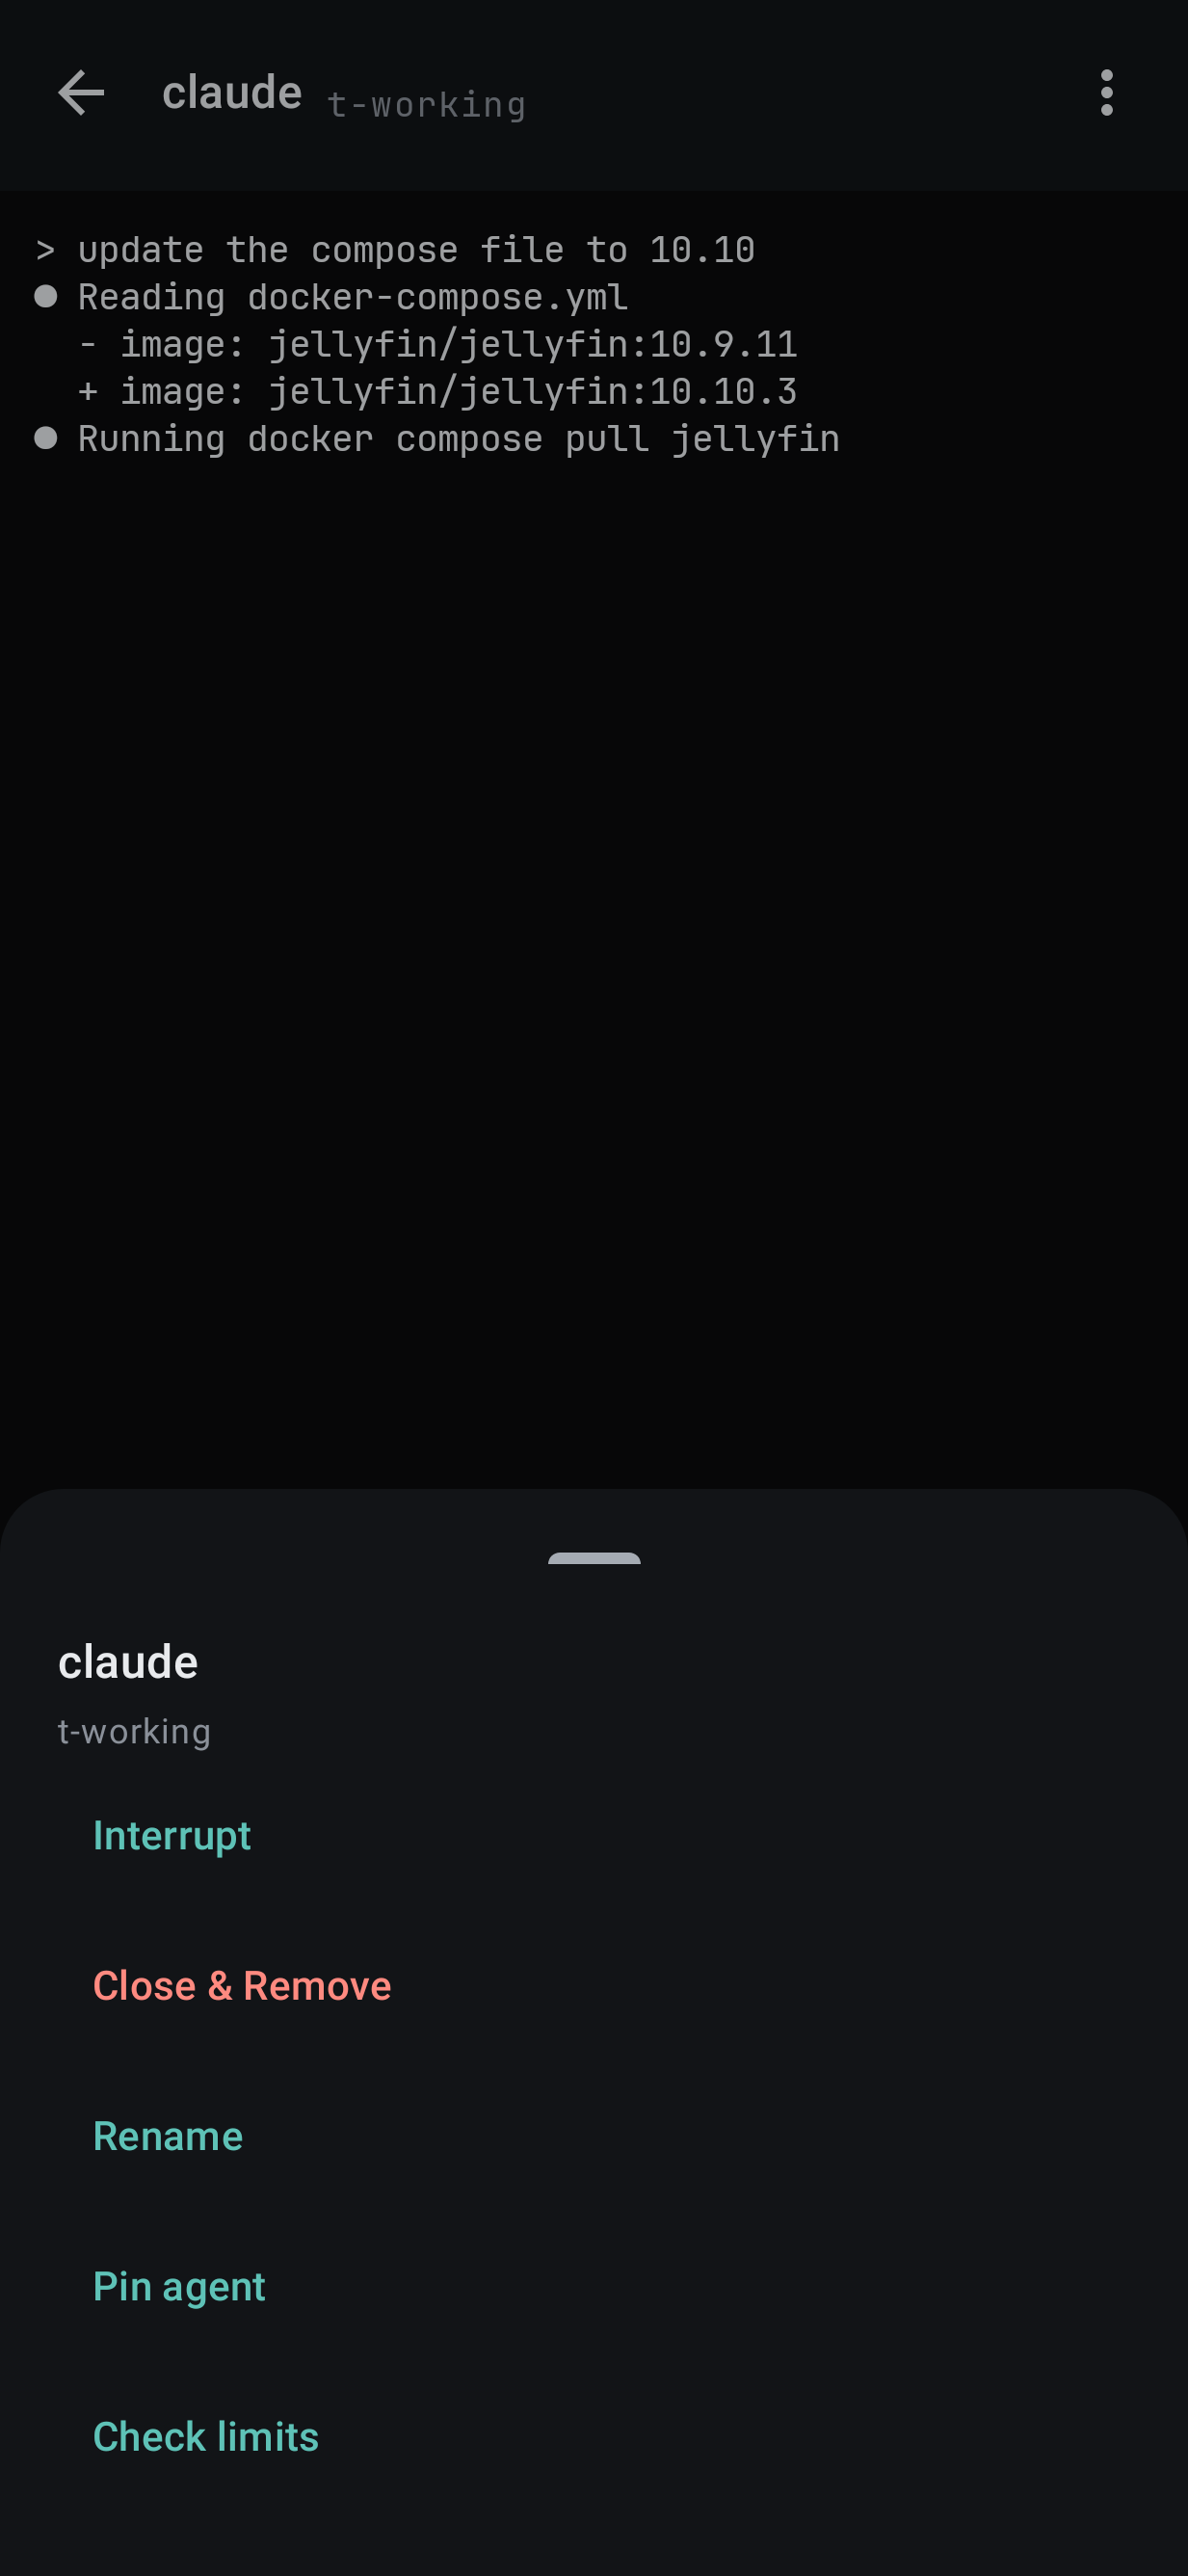 claude t-working
> update the compose file to 10.10
● Reading docker-compose.yml
- image: jellyfin/jellyfin:10.9.11
+ image: jellyfin/jellyfin:10.10.3
● Running docker compose pull jellyfin
claude
t-working
Interrupt
Close & Remove
Rename
Pin agent
Check limits